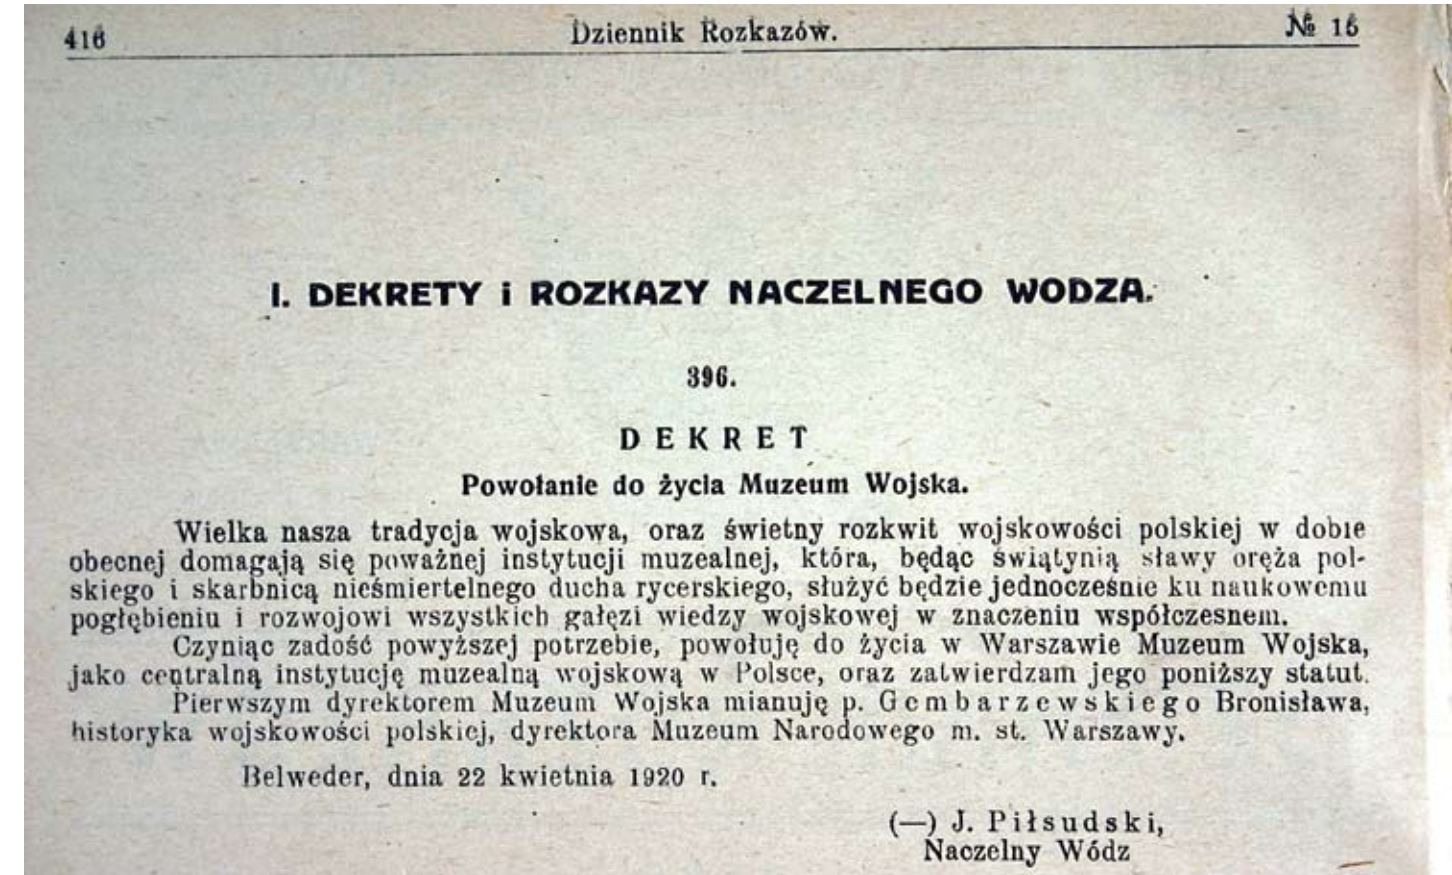 416 Dziennik Rozkazów. № 15
I. DEKRETY i ROZKAZY NACZELNEGO WODZA.
396.
DEKRET
Powołanie do życia Muzeum Wojska.
Wielka nasza tradycja wojskowa, oraz świetny rozkwit wojskowości polskiej w dobie
obecnej domagają się poważnej instytucji muzealnej, która, będąc świątynią sławy oręża pol-
skiego i skarbnicą nieśmiertelnego ducha rycerskiego, służyć będzie jednocześnie ku naukowemu
pogłębieniu i rozwojowi wszystkich gałęzi wiedzy wojskowej w znaczeniu współczesnem.
Czyniąc zadość powyższej potrzebie, powołuję do życia w Warszawie Muzeum Wojska,
jako centralną instytucję muzealną wojskową w Polsce, oraz zatwierdzam jego poniższy statut.
Pierwszym dyrektorem Muzeum Wojska mianuję p. Gembarzewskiego Bronisława,
historyka wojskowości polskiej, dyrektora Muzeum Narodowego m. st. Warszawy.
Belweder, dnia 22 kwietnia 1920 r.
(—) J. Piłsudski,
Naczelny Wódz